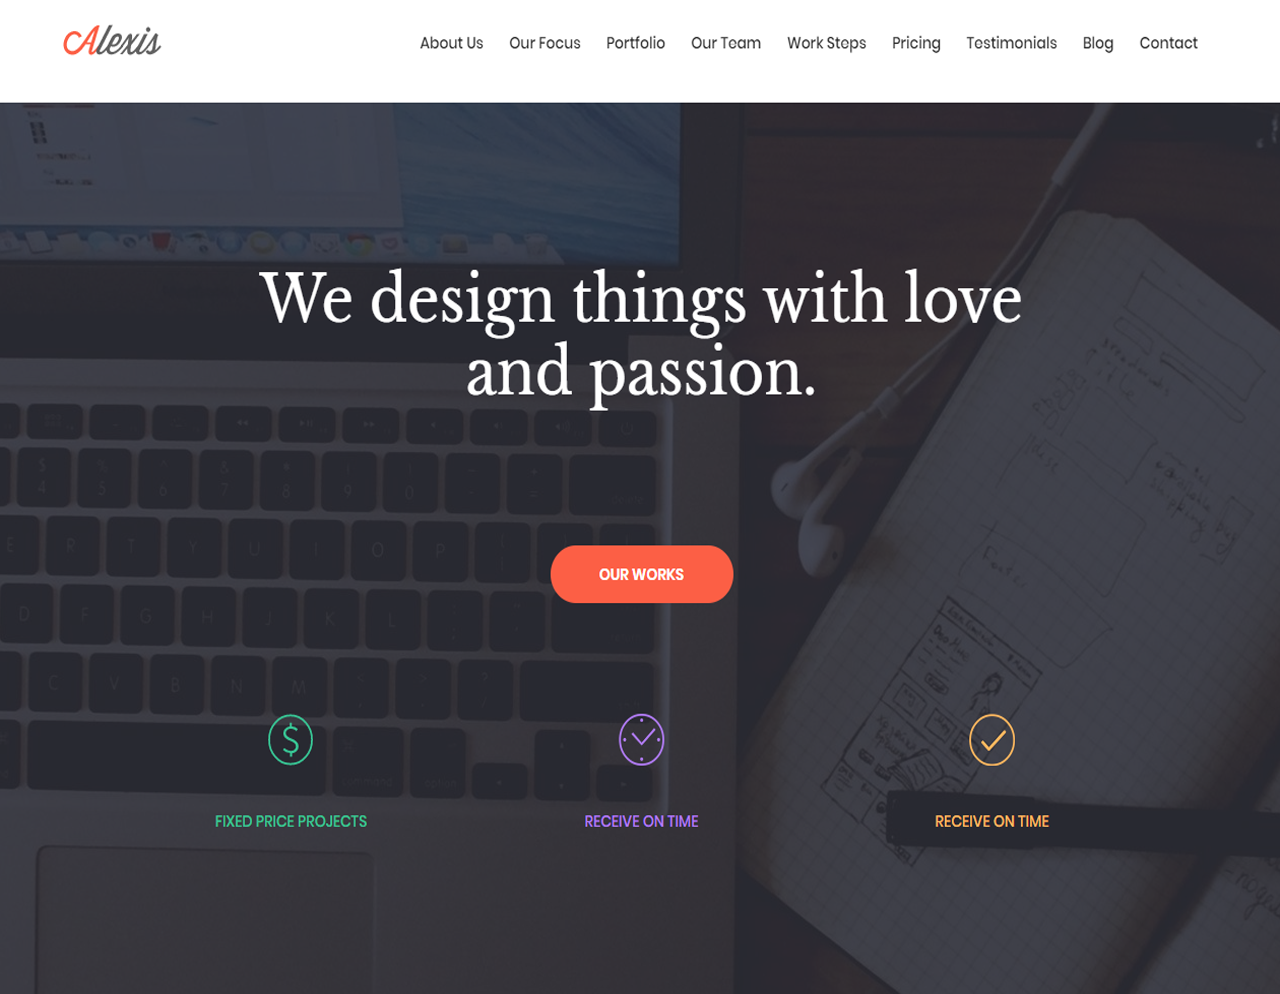 Alexis
About Us Our Focus Portfolio Our Team Work Steps Pricing Testimonials Blog Contact
We design things with love
and passion.
OUR WORKS
FIXED PRICE PROJECTS RECEIVE ON TIME RECEIVE ON TIME